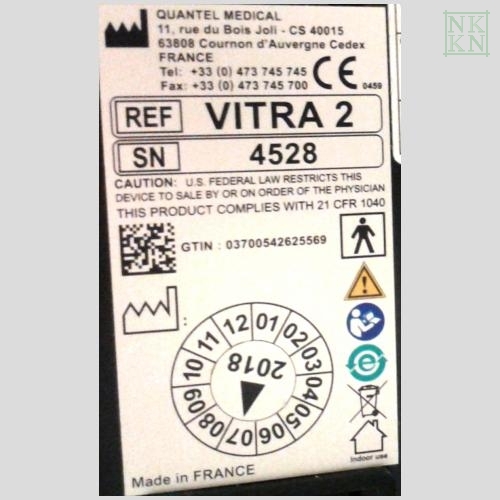 QUANTEL MEDICAL
11, rue du Bois Joli - CS 40015
63808 Cournon d'Auvergne Cedex
FRANCE
Tel: +33 (0) 473 745 745
Fax: +33 (0) 473 745 700
CE 0459
REF VITRA 2
SN 4528
CAUTION: U.S. FEDERAL LAW RESTRICTS THIS
DEVICE TO SALE BY OR ON ORDER OF THE PHYSICIAN
THIS PRODUCT COMPLIES WITH 21 CFR 1040
GTIN : 03700542625569
01 02 03 04 05 06 07 08 09 10 11 12
2018
Indoor use
Made in FRANCE
NK
KN